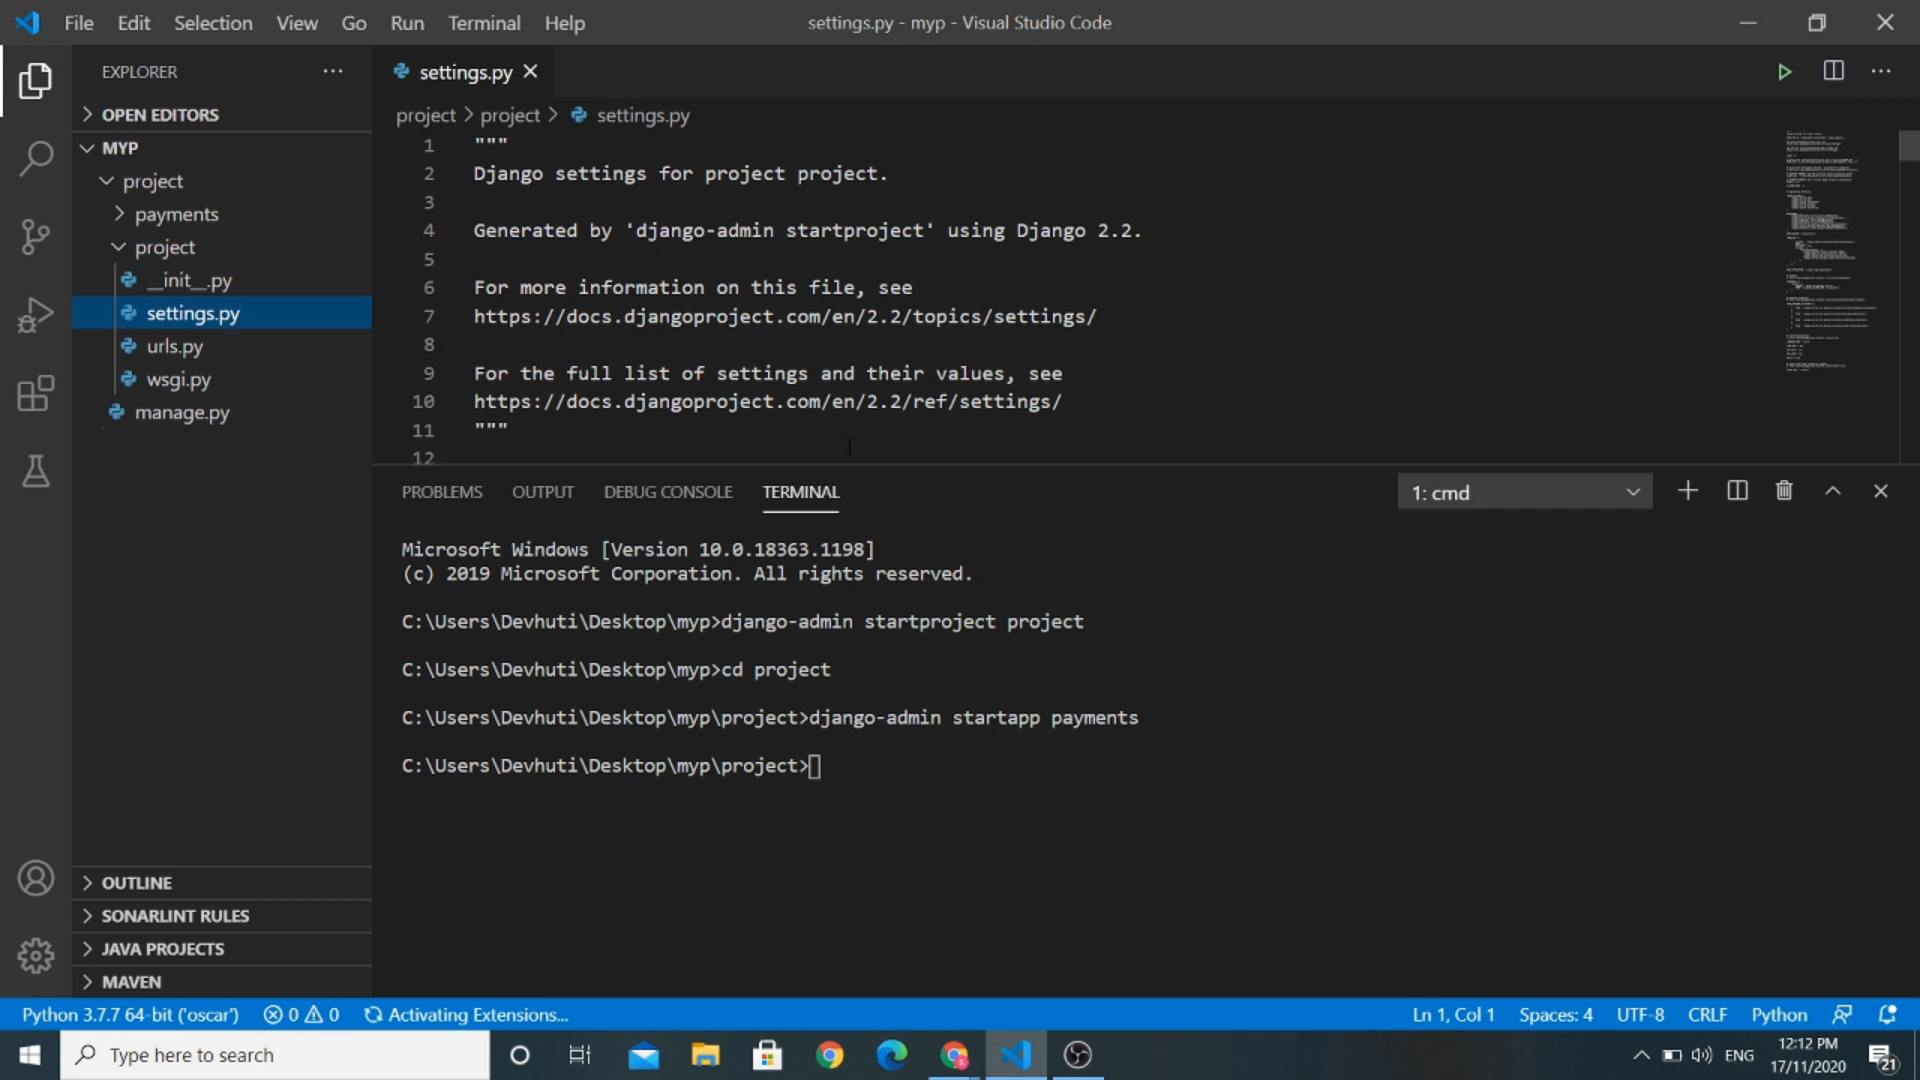 File Edit Selection View Go Run Terminal Help settings.py - myp - Visual Studio Code
EXPLORER
settings.py
OPEN EDITORS
project > project > settings.py
MYP
project
payments
project
__init__.py
settings.py
urls.py
wsgi.py
manage.py
1 """
2 Django settings for project project.
3
4 Generated by 'django-admin startproject' using Django 2.2.
5
6 For more information on this file, see
7 https://docs.djangoproject.com/en/2.2/topics/settings/
8
9 For the full list of settings and their values, see
10 https://docs.djangoproject.com/en/2.2/ref/settings/
11 """
12
PROBLEMS OUTPUT DEBUG CONSOLE TERMINAL 1: cmd
Microsoft Windows [Version 10.0.18363.1198]
(c) 2019 Microsoft Corporation. All rights reserved.
C:\Users\Devhuti\Desktop\myp>django-admin startproject project
C:\Users\Devhuti\Desktop\myp>cd project
C:\Users\Devhuti\Desktop\myp\project>django-admin startapp payments
C:\Users\Devhuti\Desktop\myp\project>
OUTLINE
SONARLINT RULES
JAVA PROJECTS
MAVEN
Python 3.7.7 64-bit ('oscar') 0 0 Activating Extensions... Ln 1, Col 1 Spaces: 4 UTF-8 CRLF Python
Type here to search
ENG
12:12 PM
17/11/2020
21